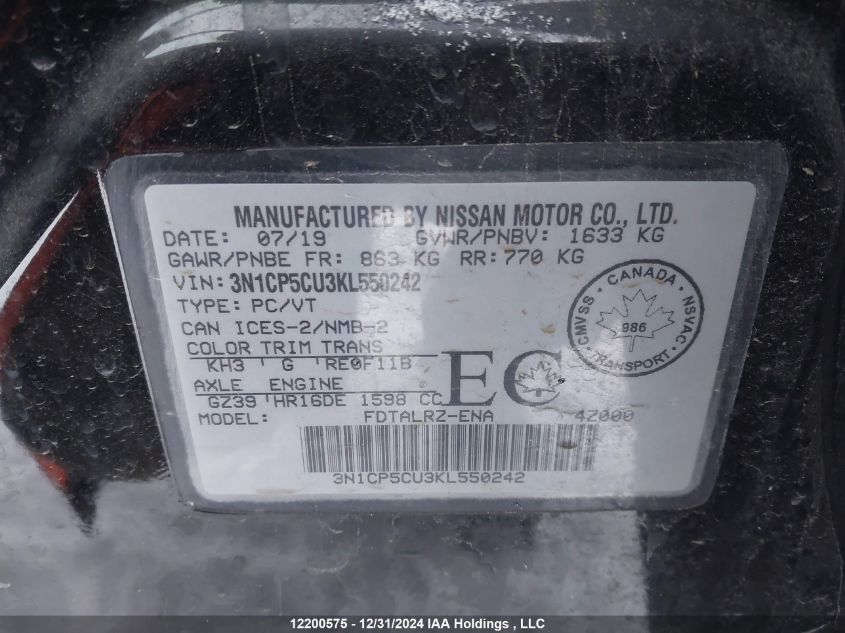 MANUFACTURED BY NISSAN MOTOR CO., LTD.
DATE: 07/19 GVWR/PNBV: 1633 KG
GAWR/PNBE FR: 863 KG RR: 770 KG
VIN: 3N1CP5CU3KL550242
TYPE: PC/VT
CAN ICES-2/NMB-2
COLOR TRIM TRANS
KH3 G RE0F11B
AXLE ENGINE
GZ39 HR16DE 1598 CC
EC
MODEL: FDTALRZ-ENA 4Z000
3N1CP5CU3KL550242
CMVSS - CANADA - NSVAC
986
TRANSPORT
12200575 - 12/31/2024 IAA Holdings , LLC